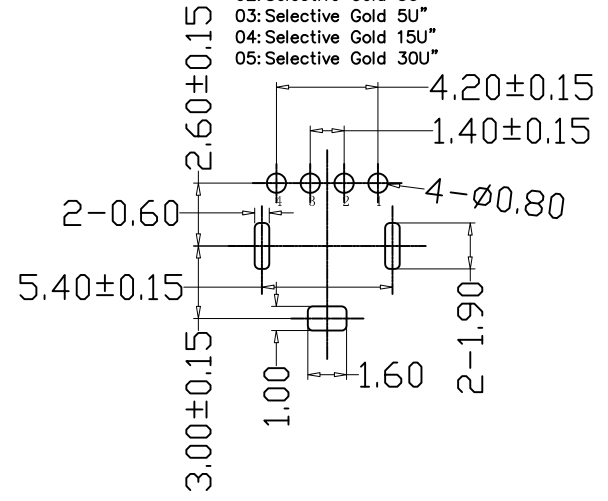 03:Selective Gold 5U"
04:Selective Gold 15U"
05:Selective Gold 30U"
2.60±0.15
4.20±0.15
1.40±0.15
4 3 2 1
4-Ø0.80
2-0.60
5.40±0.15
2-1.90
1.60
1.00
3.00±0.15